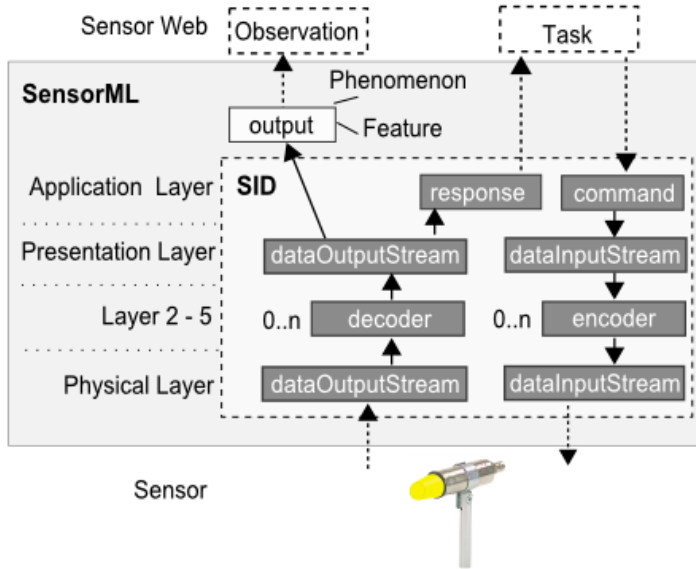 Sensor Web Observation Task
SensorML
Phenomenon
output Feature
Application Layer SID response command
Presentation Layer dataOutputStream dataInputStream
Layer 2 - 5 0..n decoder 0..n encoder
Physical Layer dataOutputStream dataInputStream
Sensor